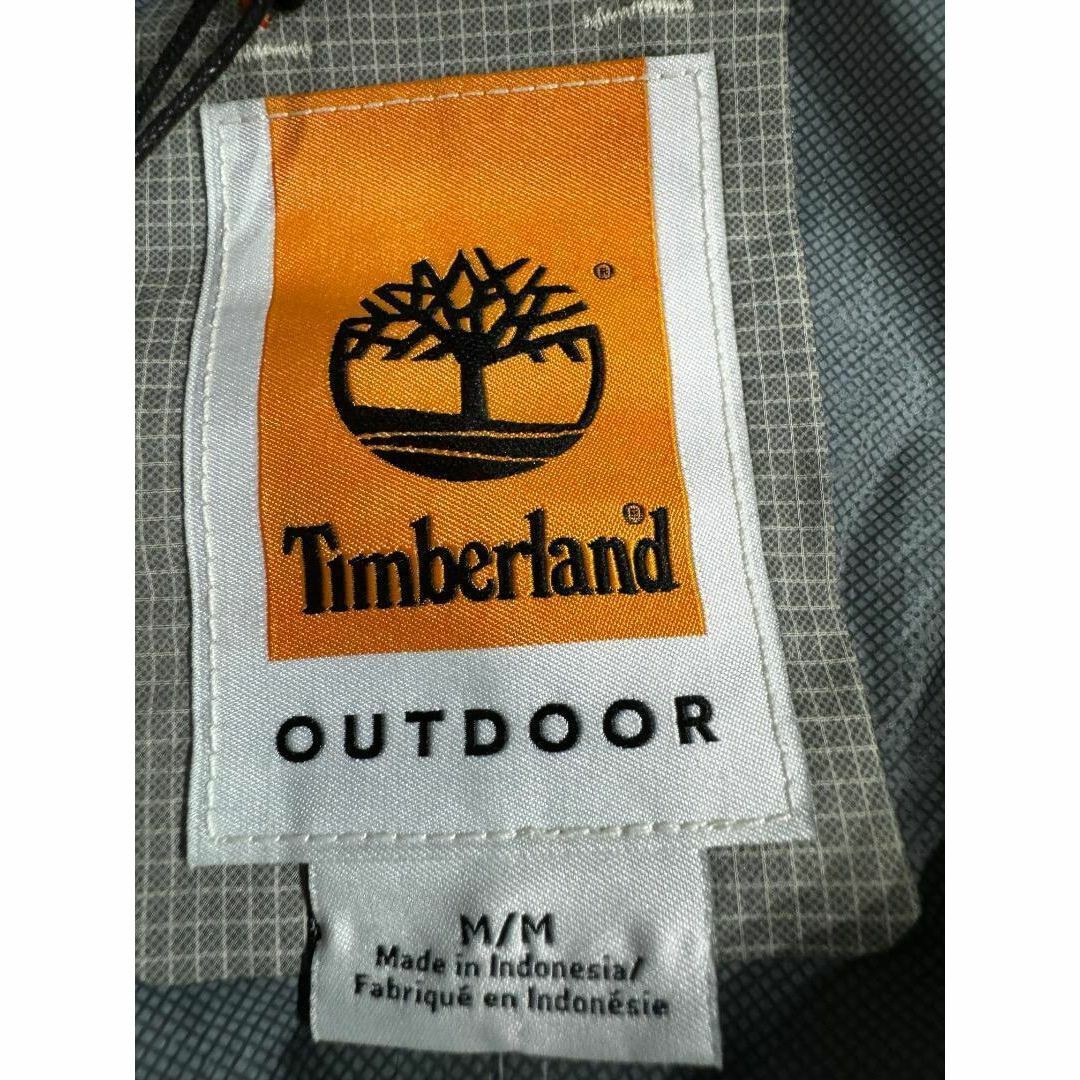 ®
Timberland®
OUTDOOR
M/M
Made in Indonesia/
Fabriqué en Indonésie